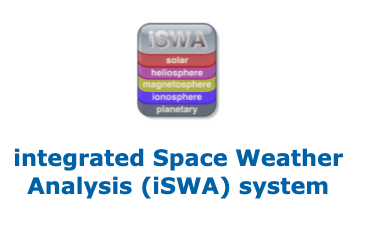 iSWA
solar
heliosphere
magnetosphere
ionosphere
planetary
integrated Space Weather
Analysis (iSWA) system